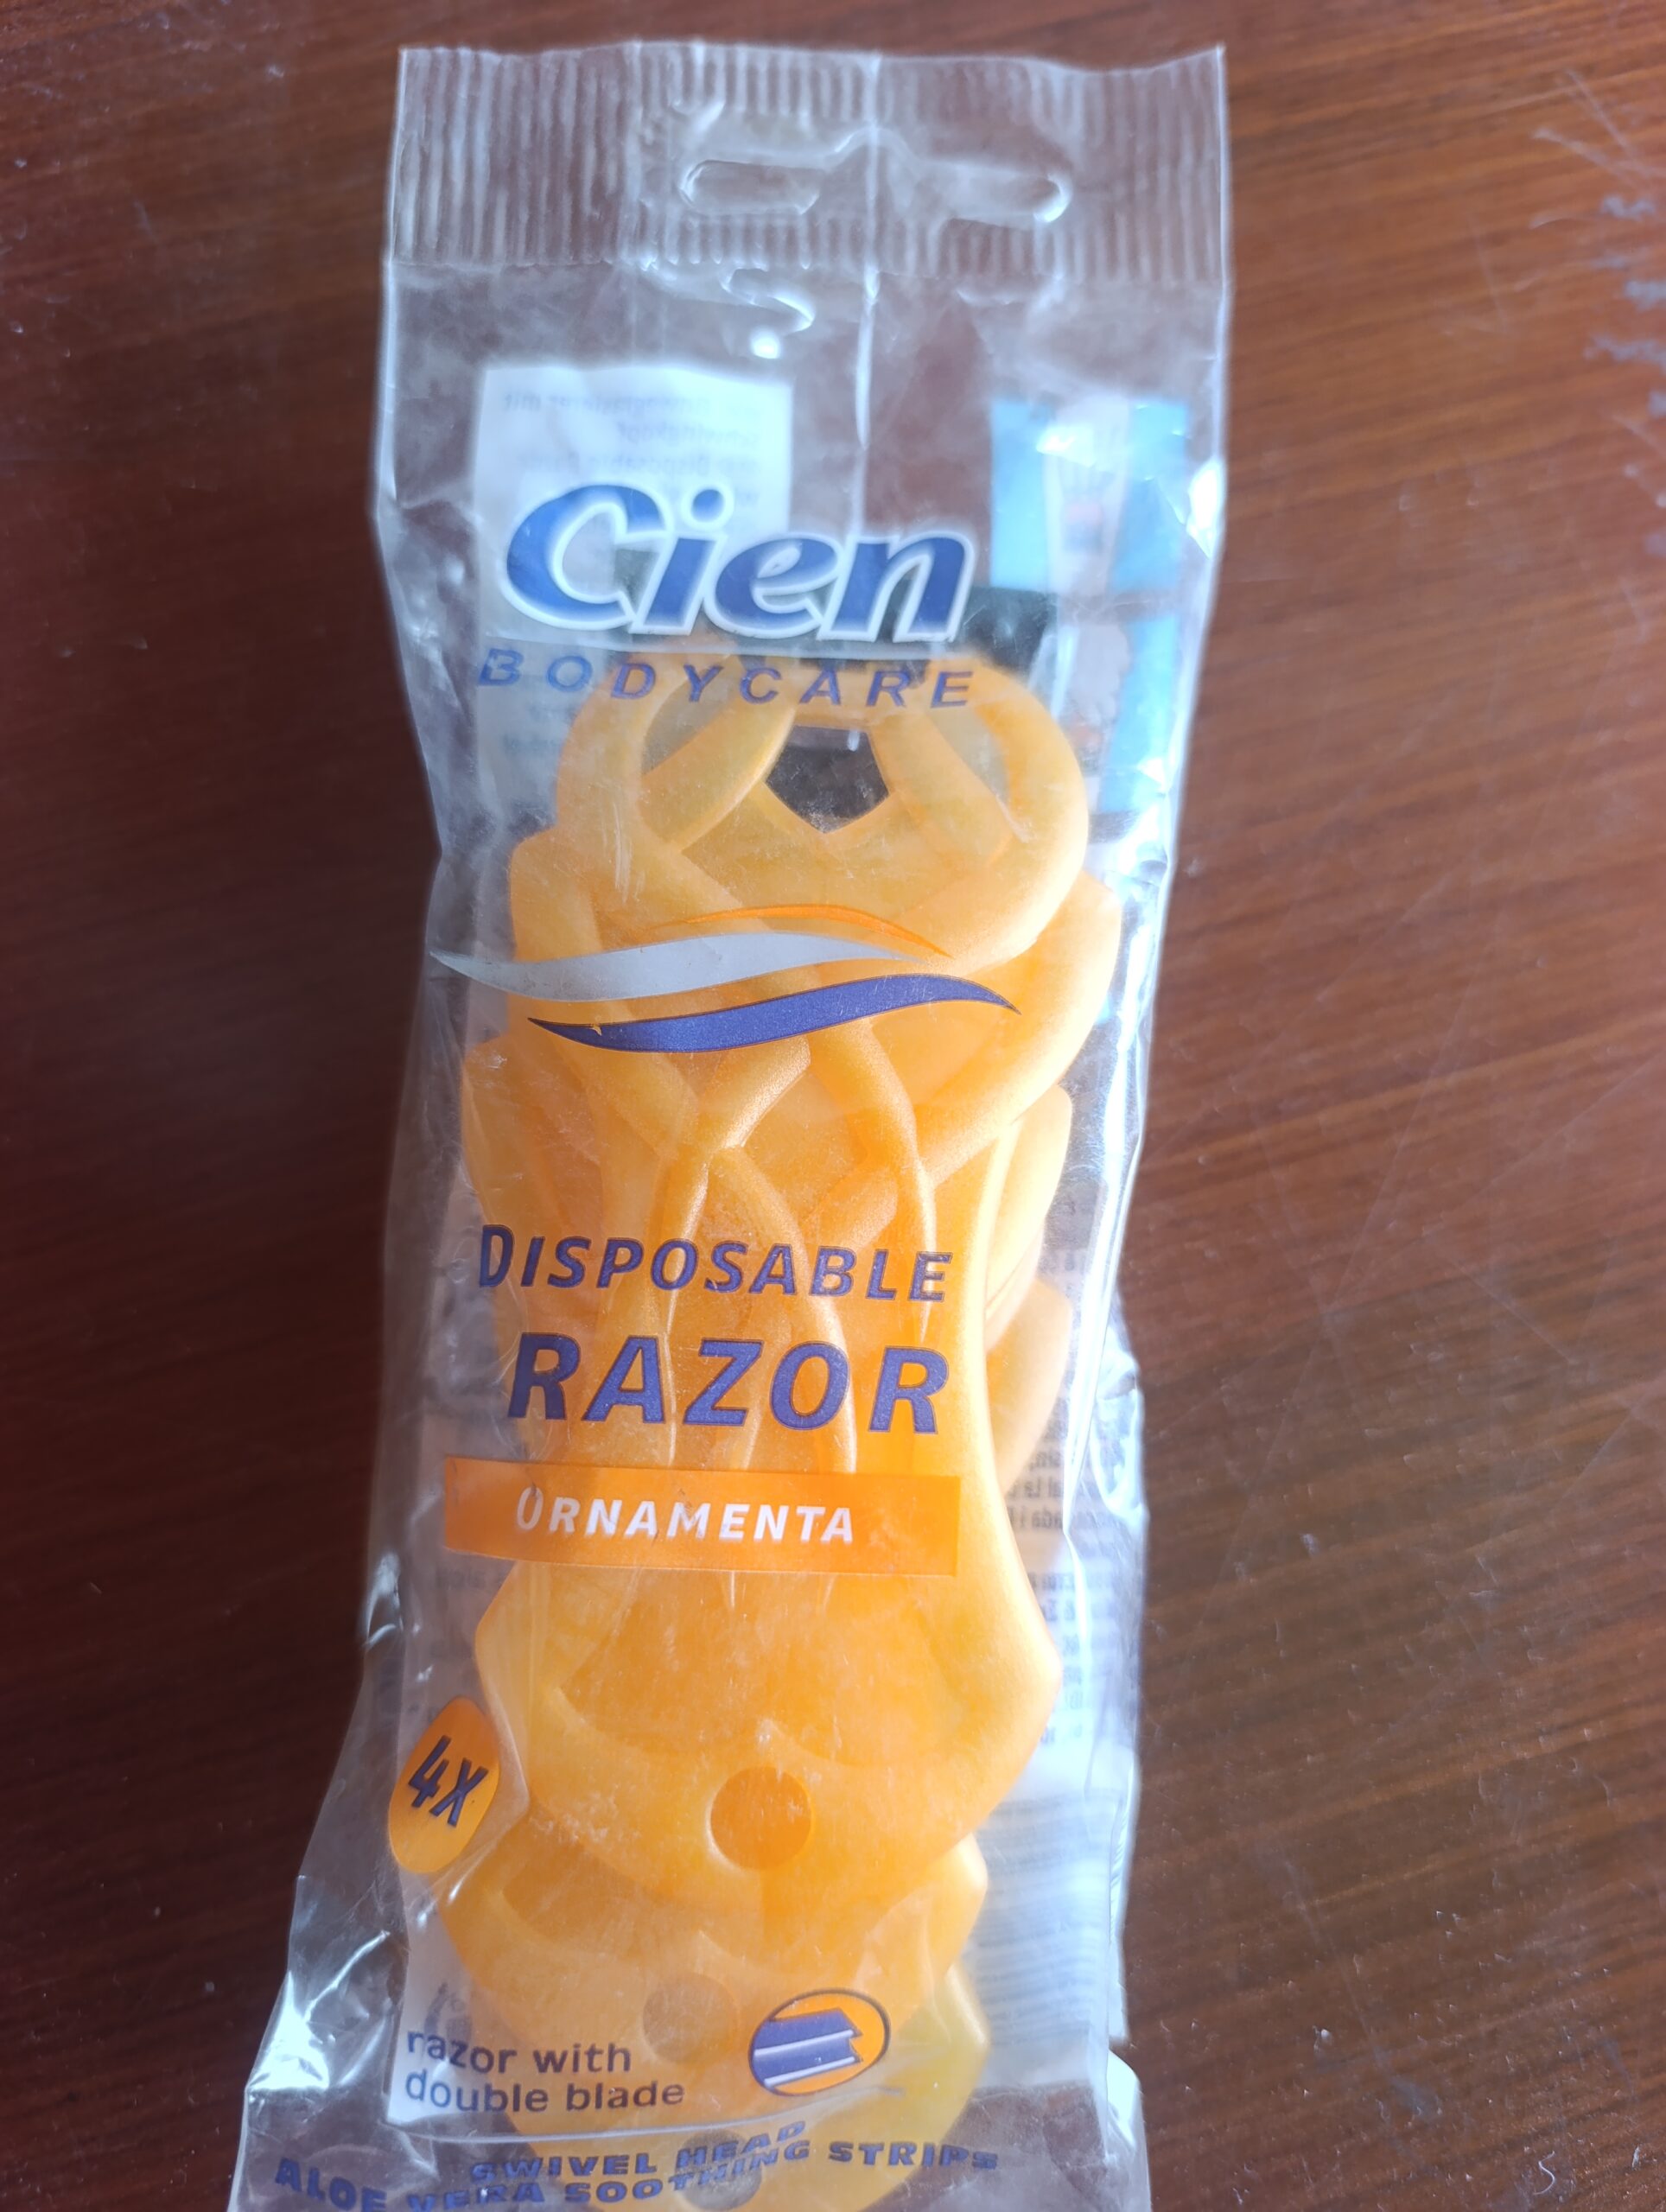 Cien
BODYCARE
DISPOSABLE
RAZOR
ORNAMENTA
4X
razor with
double blade
SWIVEL HEAD
ALOE VERA SOOTHING STRIPS